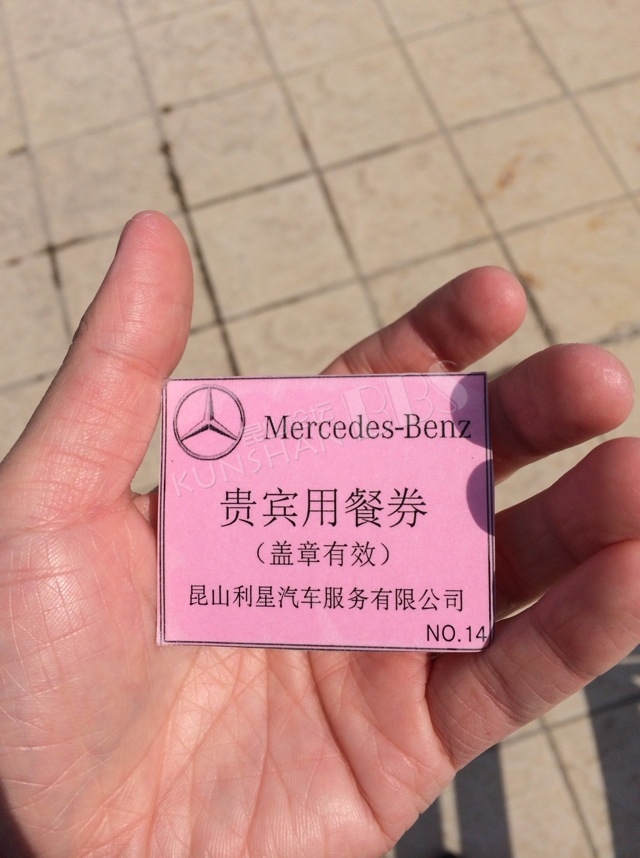 Mercedes-Benz
贵宾用餐券
（盖章有效）
昆山利星汽车服务有限公司
NO.14